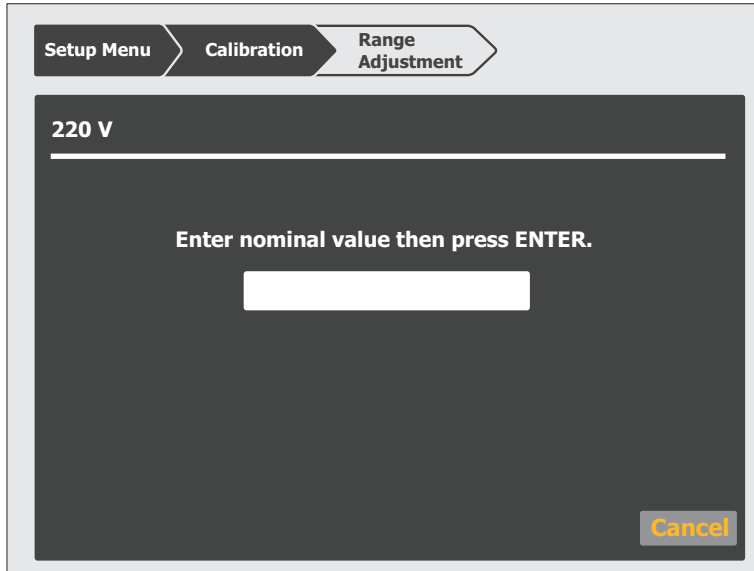 Setup Menu
Calibration
Range
Adjustment
220 V
Enter nominal value then press ENTER.
Cancel